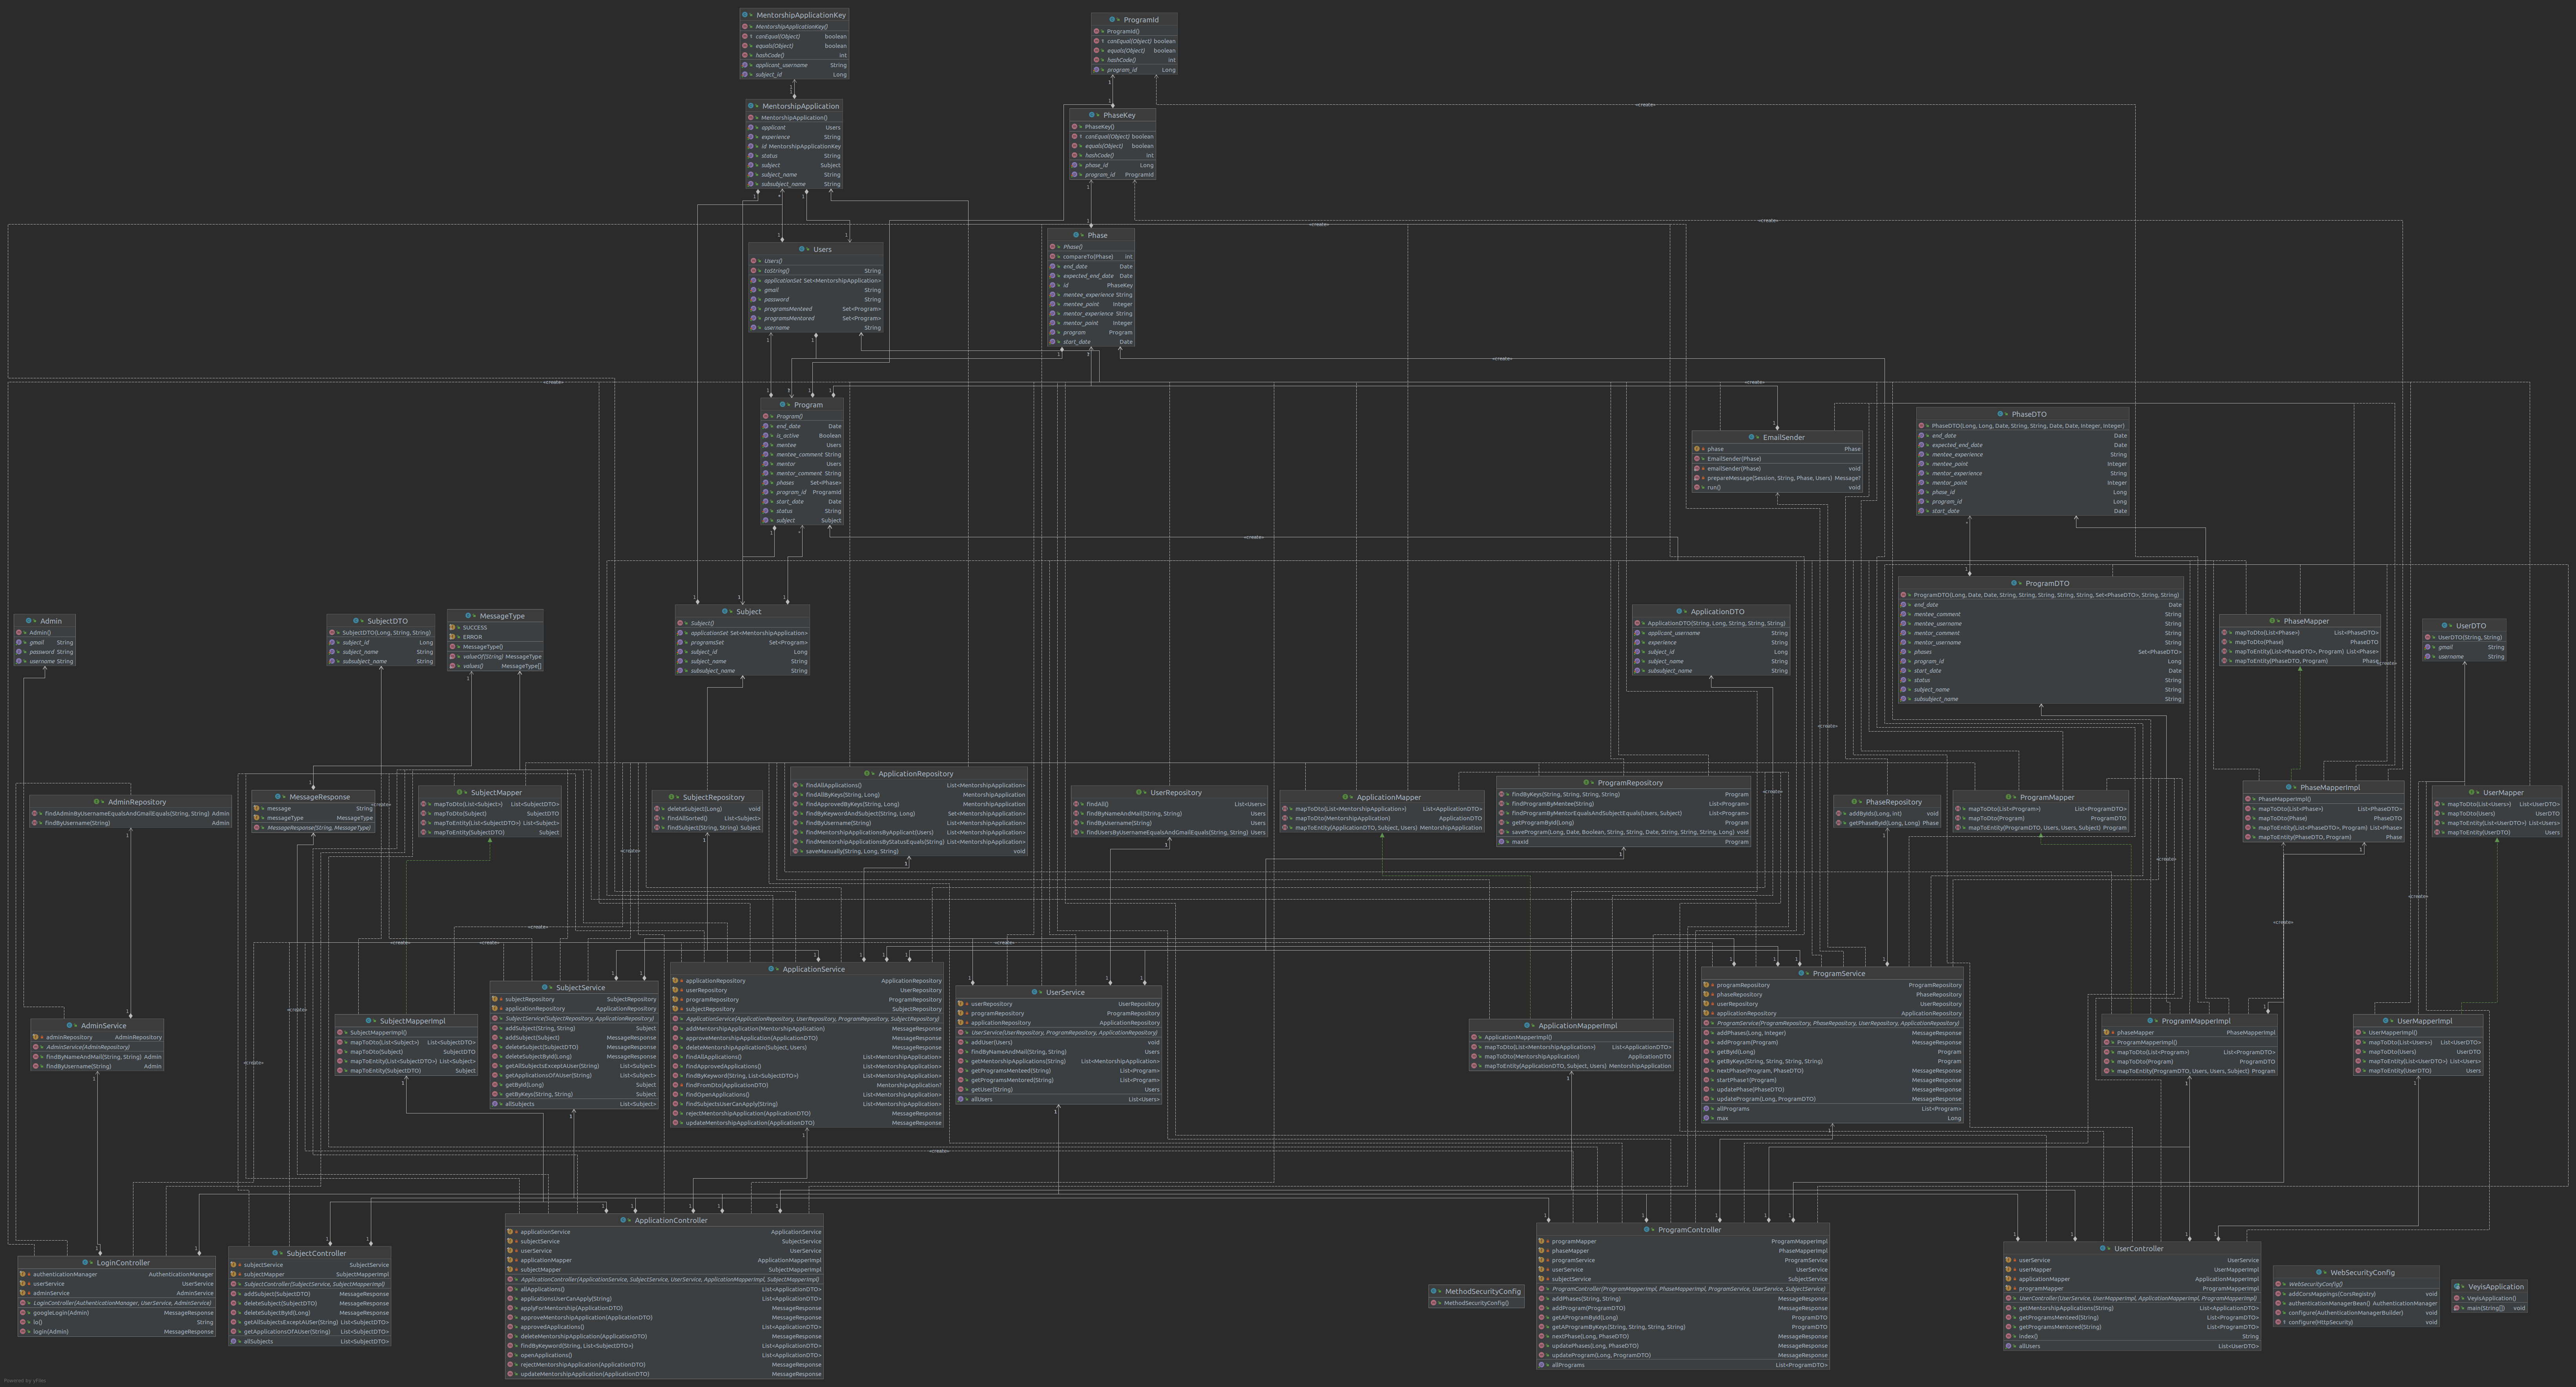 MentorshipApplicationKey
MentorshipApplicationKey()
canEqual(Object) boolean
equals(Object) boolean
hashCode() int
applicant_username String
subject_id Long
ProgramId
ProgramId()
canEqual(Object) boolean
equals(Object) boolean
hashCode() int
program_id Long
MentorshipApplication
MentorshipApplication()
applicant Users
experience String
id MentorshipApplicationKey
status String
subject Subject
subject_name String
subsubject_name String
PhaseKey
PhaseKey()
canEqual(Object) boolean
equals(Object) boolean
hashCode() int
phase_id Long
program_id ProgramId
Users
Users()
toString() String
applicationSet Set<MentorshipApplication>
gmail String
password String
programsMenteed Set<Program>
programsMentored Set<Program>
username String
Phase
Phase()
compareTo(Phase) int
end_date Date
expected_end_date Date
id PhaseKey
mentee_experience String
mentee_point Integer
mentor_experience String
mentor_point Integer
program Program
start_date Date
Program
Program()
end_date Date
is_active Boolean
mentee Users
mentee_comment String
mentor Users
mentor_comment String
phases Set<Phase>
program_id ProgramId
start_date Date
status String
subject Subject
EmailSender
phase Phase
EmailSender(Phase)
emailSender(Phase) void
prepareMessage(Session, String, Phase, Users) Message?
run() void
PhaseDTO
PhaseDTO(Long, Long, Date, String, String, Date, Date, Integer, Integer)
end_date Date
expected_end_date Date
mentee_experience String
mentee_point Integer
mentor_experience String
mentor_point Integer
phase_id Long
program_id Long
start_date Date
Admin
Admin()
gmail String
password String
username String
SubjectDTO
SubjectDTO(Long, String, String)
subject_id Long
subject_name String
subsubject_name String
MessageType
SUCCESS
ERROR
MessageType()
valueOf(String) MessageType
values() MessageType[]
Subject
Subject()
applicationSet Set<MentorshipApplication>
programsSet Set<Program>
subject_id Long
subject_name String
subsubject_name String
ApplicationDTO
ApplicationDTO(String, Long, String, String, String)
applicant_username String
experience String
subject_id Long
subject_name String
subsubject_name String
ProgramDTO
ProgramDTO(Long, Date, Date, String, String, String, String, String, Set<PhaseDTO>, String, String)
end_date Date
mentee_comment String
mentee_username String
mentor_comment String
mentor_username String
phases Set<PhaseDTO>
program_id Long
start_date Date
status String
subject_name String
subsubject_name String
PhaseMapper
mapToDto(List<Phase>) List<PhaseDTO>
mapToDto(Phase) PhaseDTO
mapToEntity(List<PhaseDTO>, Program) List<Phase>
mapToEntity(PhaseDTO, Program) Phase
UserDTO
UserDTO(String, String)
gmail String
username String
AdminRepository
findAdminByUsernameEqualsAndGmailEquals(String, String) Admin
findByUsername(String) Admin
MessageResponse
message String
messageType MessageType
MessageResponse(String, MessageType)
SubjectMapper
mapToDto(List<Subject>) List<SubjectDTO>
mapToDto(Subject) SubjectDTO
mapToEntity(List<SubjectDTO>) List<Subject>
mapToEntity(SubjectDTO) Subject
SubjectRepository
deleteSubject(Long) void
findAllSorted() List<Subject>
findSubject(String, String) Subject
ApplicationRepository
findAllApplications() List<MentorshipApplication>
findAllByKeys(String, Long) MentorshipApplication
findApprovedByKeys(String, Long) MentorshipApplication
findByKeywordAndSubject(String, Long) Set<MentorshipApplication>
findByUsername(String) List<MentorshipApplication>
findMentorshipApplicationsByApplicant(Users) List<MentorshipApplication>
findMentorshipApplicationsByStatusEquals(String) List<MentorshipApplication>
saveManually(String, Long, String) void
UserRepository
findAll() List<Users>
findByNameAndMail(String, String) Users
findByUsername(String) Users
findUsersByUsernameEqualsAndGmailEquals(String, String) Users
ApplicationMapper
mapToDto(List<MentorshipApplication>) List<ApplicationDTO>
mapToDto(MentorshipApplication) ApplicationDTO
mapToEntity(ApplicationDTO, Subject, Users) MentorshipApplication
ProgramRepository
findByKeys(String, String, String, String) Program
findProgramByMentee(String) List<Program>
findProgramByMentorEqualsAndSubjectEquals(Users, Subject) List<Program>
getProgramById(Long) Program
saveProgram(Long, Date, Boolean, String, String, Date, String, String, String, Long) void
maxId Program
PhaseRepository
addByIds(Long, int) void
getPhaseById(Long, Long) Phase
ProgramMapper
mapToDto(List<Program>) List<ProgramDTO>
mapToDto(Program) ProgramDTO
mapToEntity(ProgramDTO, Users, Users, Subject) Program
PhaseMapperImpl
PhaseMapperImpl()
mapToDto(List<Phase>) List<PhaseDTO>
mapToDto(Phase) PhaseDTO
mapToEntity(List<PhaseDTO>, Program) List<Phase>
mapToEntity(PhaseDTO, Program) Phase
UserMapper
mapToDto(List<Users>) List<UserDTO>
mapToDto(Users) UserDTO
mapToEntity(List<UserDTO>) List<Users>
mapToEntity(UserDTO) Users
AdminService
adminRepository AdminRepository
AdminService(AdminRepository)
findByNameAndMail(String, String) Admin
findByUsername(String) Admin
SubjectMapperImpl
SubjectMapperImpl()
mapToDto(List<Subject>) List<SubjectDTO>
mapToDto(Subject) SubjectDTO
mapToEntity(List<SubjectDTO>) List<Subject>
mapToEntity(SubjectDTO) Subject
SubjectService
subjectRepository SubjectRepository
applicationRepository ApplicationRepository
SubjectService(SubjectRepository, ApplicationRepository)
addSubject(String, String) Subject
addSubject(Subject) MessageResponse
deleteSubject(SubjectDTO) MessageResponse
deleteSubjectById(Long) MessageResponse
getAllSubjectsExceptAUser(String) List<Subject>
getApplicationsOfAUser(String) List<Subject>
getById(Long) Subject
getByKeys(String, String) Subject
allSubjects List<Subject>
ApplicationService
applicationRepository ApplicationRepository
userRepository UserRepository
programRepository ProgramRepository
subjectRepository SubjectRepository
ApplicationService(ApplicationRepository, UserRepository, ProgramRepository, SubjectRepository)
addMentorshipApplication(MentorshipApplication) MessageResponse
approveMentorshipApplication(ApplicationDTO) MessageResponse
deleteMentorshipApplication(Subject, Users) MessageResponse
findAllApplications() List<MentorshipApplication>
findApprovedApplications() List<MentorshipApplication>
findByKeyword(String, List<SubjectDTO>) List<MentorshipApplication>
findFromDto(ApplicationDTO) MentorshipApplication?
findOpenApplications() List<MentorshipApplication>
findSubjectsUserCanApply(String) List<MentorshipApplication>
rejectMentorshipApplication(ApplicationDTO) MessageResponse
updateMentorshipApplication(ApplicationDTO) MessageResponse
UserService
userRepository UserRepository
programRepository ProgramRepository
applicationRepository ApplicationRepository
UserService(UserRepository, ProgramRepository, ApplicationRepository)
addUser(Users) void
findByNameAndMail(String, String) Users
getMentorshipApplications(String) List<MentorshipApplication>
getProgramsMenteed(String) List<Program>
getProgramsMentored(String) List<Program>
getUser(String) Users
allUsers List<Users>
ApplicationMapperImpl
ApplicationMapperImpl()
mapToDto(List<MentorshipApplication>) List<ApplicationDTO>
mapToDto(MentorshipApplication) ApplicationDTO
mapToEntity(ApplicationDTO, Subject, Users) MentorshipApplication
ProgramService
programRepository ProgramRepository
phaseRepository PhaseRepository
userRepository UserRepository
applicationRepository ApplicationRepository
ProgramService(ProgramRepository, PhaseRepository, UserRepository, ApplicationRepository)
addPhases(Long, Integer) MessageResponse
addProgram(Program) MessageResponse
getById(Long) Program
getByKeys(String, String, String, String) Program
nextPhase(Program, PhaseDTO) MessageResponse
startPhase1(Program) MessageResponse
updatePhase(PhaseDTO) MessageResponse
updateProgram(Long, ProgramDTO) MessageResponse
allPrograms List<Program>
max Long
ProgramMapperImpl
phaseMapper PhaseMapperImpl
ProgramMapperImpl()
mapToDto(List<Program>) List<ProgramDTO>
mapToDto(Program) ProgramDTO
mapToEntity(ProgramDTO, Users, Users, Subject) Program
UserMapperImpl
UserMapperImpl()
mapToDto(List<Users>) List<UserDTO>
mapToDto(Users) UserDTO
mapToEntity(List<UserDTO>) List<Users>
mapToEntity(UserDTO) Users
LoginController
authenticationManager AuthenticationManager
userService UserService
adminService AdminService
LoginController(AuthenticationManager, UserService, AdminService)
googleLogin(Admin) MessageResponse
lo() String
login(Admin) MessageResponse
SubjectController
subjectService SubjectService
subjectMapper SubjectMapperImpl
SubjectController(SubjectService, SubjectMapperImpl)
addSubject(SubjectDTO) MessageResponse
deleteSubject(SubjectDTO) MessageResponse
deleteSubjectById(Long) MessageResponse
getAllSubjectsExceptAUSer(String) List<SubjectDTO>
getApplicationsOfAUser(String) List<SubjectDTO>
allSubjects List<SubjectDTO>
ApplicationController
applicationService ApplicationService
subjectService SubjectService
userService UserService
applicationMapper ApplicationMapperImpl
subjectMapper SubjectMapperImpl
ApplicationController(ApplicationService, SubjectService, UserService, ApplicationMapperImpl, SubjectMapperImpl)
allApplications() List<ApplicationDTO>
applicationsUserCanApply(String) List<ApplicationDTO>
applyForMentorship(ApplicationDTO) MessageResponse
approveMentorshipApplication(ApplicationDTO) MessageResponse
approvedApplications() List<ApplicationDTO>
deleteMentorshipApplication(ApplicationDTO) MessageResponse
findByKeyword(String, List<SubjectDTO>) List<ApplicationDTO>
openApplications() List<ApplicationDTO>
rejectMentorshipApplication(ApplicationDTO) MessageResponse
updateMentorshipApplication(ApplicationDTO) MessageResponse
MethodSecurityConfig
MethodSecurityConfig()
ProgramController
programMapper ProgramMapperImpl
phaseMapper PhaseMapperImpl
programService ProgramService
userService UserService
subjectService SubjectService
ProgramController(ProgramMapperImpl, PhaseMapperImpl, ProgramService, UserService, SubjectService)
addPhases(String, String) MessageResponse
addProgram(ProgramDTO) MessageResponse
getAProgramById(Long) ProgramDTO
getAProgramByKeys(String, String, String, String) ProgramDTO
nextPhase(Long, PhaseDTO) MessageResponse
updatePhases(Long, PhaseDTO) MessageResponse
updateProgram(Long, ProgramDTO) MessageResponse
allPrograms List<ProgramDTO>
UserController
userService UserService
userMapper UserMapperImpl
applicationMapper ApplicationMapperImpl
programMapper ProgramMapperImpl
UserController(UserService, UserMapperImpl, ApplicationMapperImpl, ProgramMapperImpl)
getMentorshipApplications(String) List<ApplicationDTO>
getProgramsMenteed(String) List<ProgramDTO>
getProgramsMentored(String) List<ProgramDTO>
index() String
allUsers List<UserDTO>
WebSecurityConfig
WebSecurityConfig()
addCorsMappings(CorsRegistry) void
authenticationManagerBean() AuthenticationManager
configure(AuthenticationManagerBuilder) void
configure(HttpSecurity) void
VeyisApplication
VeyisApplication()
main(String[]) void
Powered by yFiles